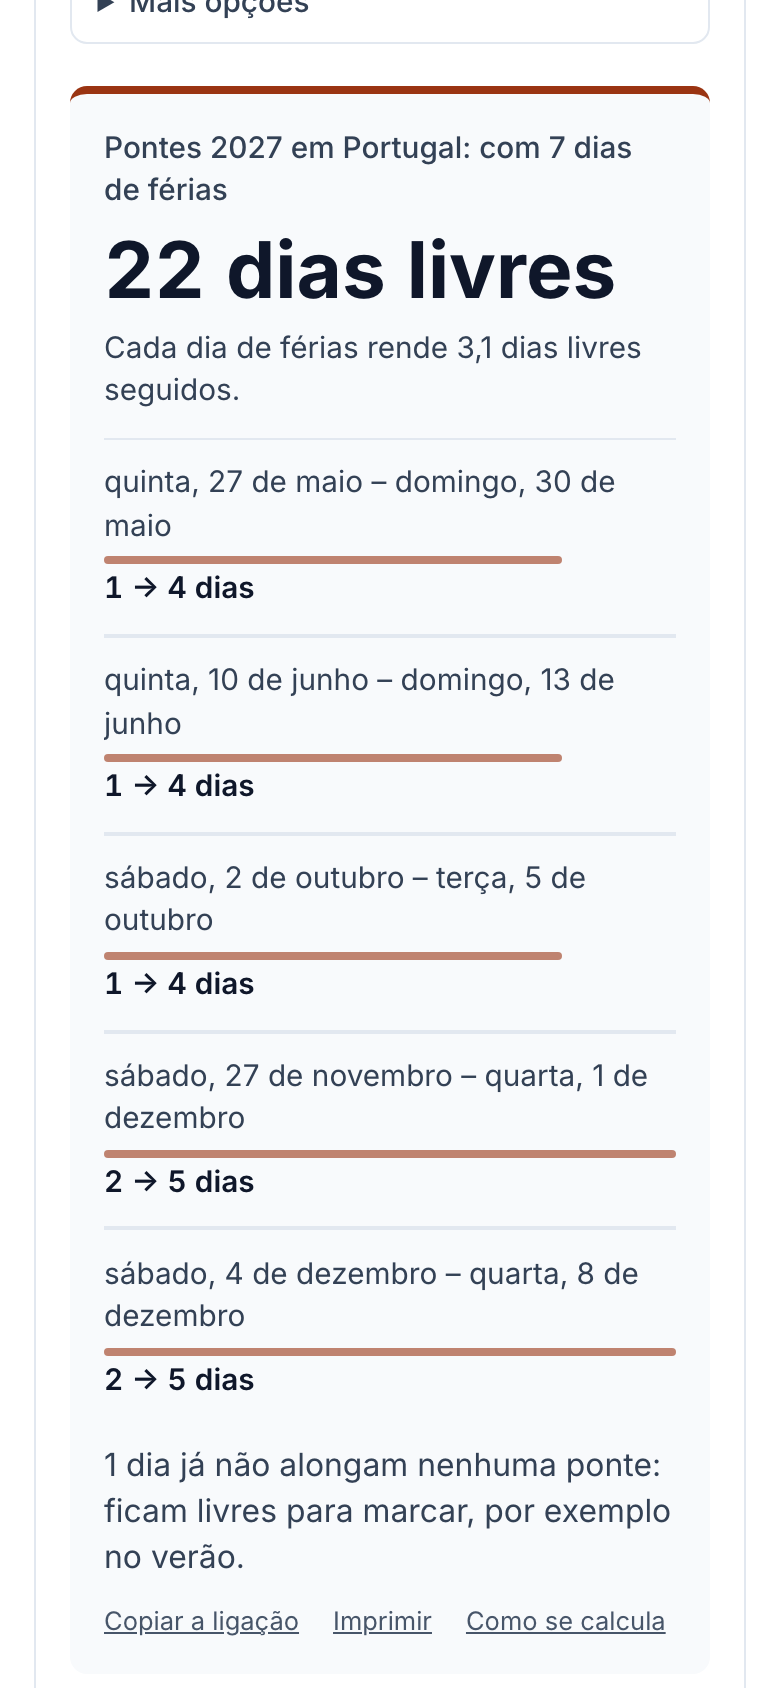 ▶ Mais opções
Pontes 2027 em Portugal: com 7 dias
de férias
22 dias livres
Cada dia de férias rende 3,1 dias livres
seguidos.
quinta, 27 de maio – domingo, 30 de
maio
1 → 4 dias
quinta, 10 de junho – domingo, 13 de
junho
1 → 4 dias
sábado, 2 de outubro – terça, 5 de
outubro
1 → 4 dias
sábado, 27 de novembro – quarta, 1 de
dezembro
2 → 5 dias
sábado, 4 de dezembro – quarta, 8 de
dezembro
2 → 5 dias
1 dia já não alongam nenhuma ponte:
ficam livres para marcar, por exemplo
no verão.
Copiar a ligação Imprimir Como se calcula